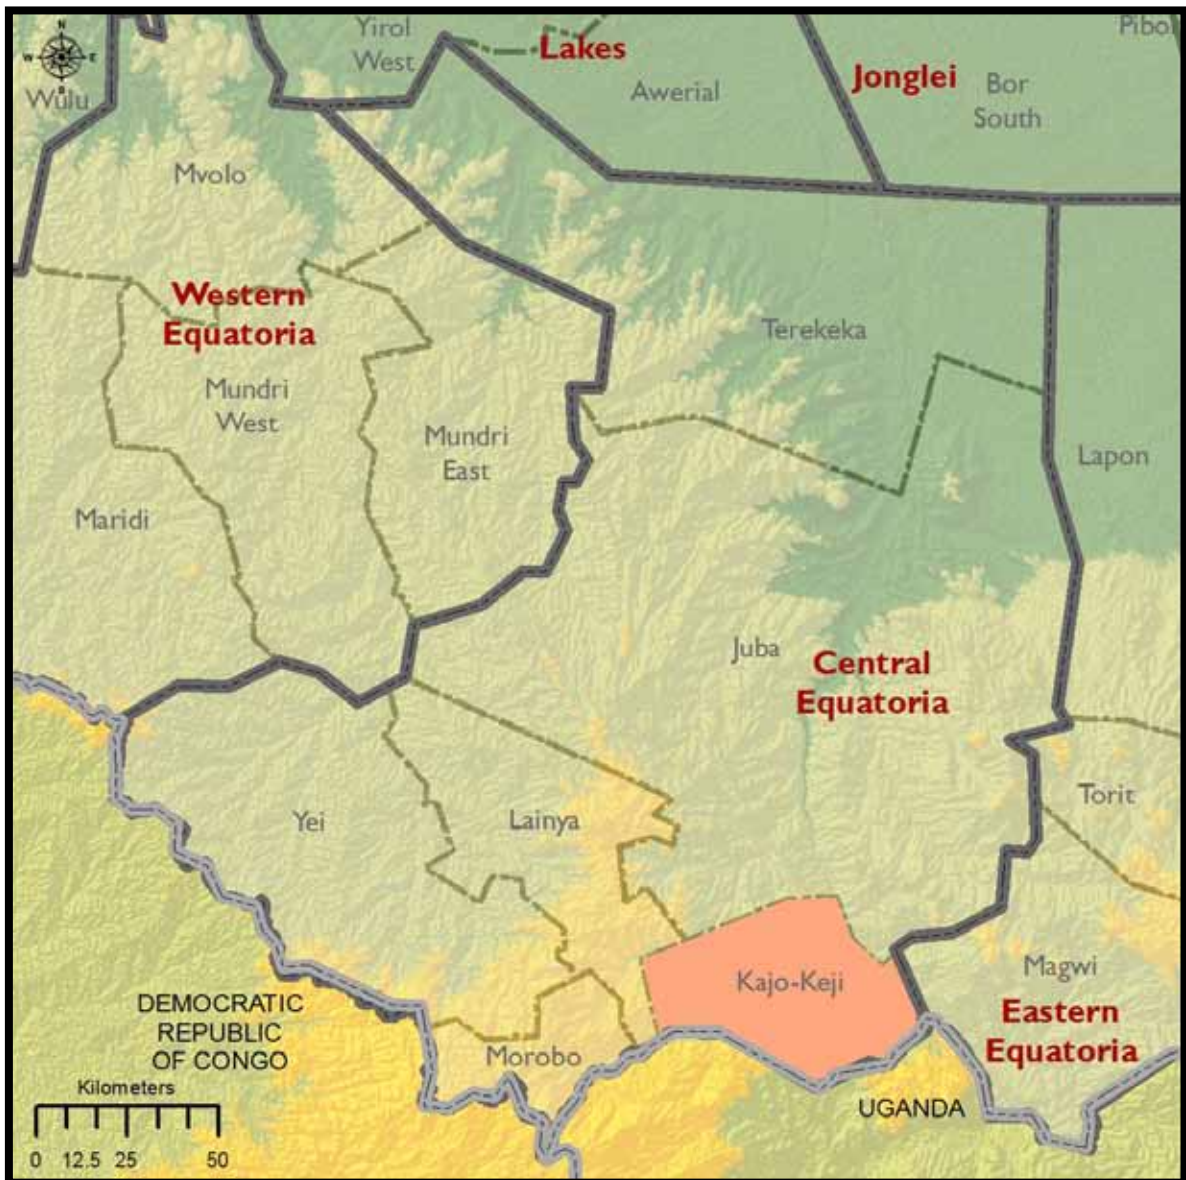 N
W
E
S
Yirol
West
Lakes
Jonglei
Pibor
Wulu
Awerial
Bor
South
Mvolo
Western
Equatoria
Terekeka
Mundri
West
Mundri
East
Lapon
Maridi
Juba
Central
Equatoria
Yei
Lainya
Torit
Kajo-Keji
Magwi
Eastern
Equatoria
DEMOCRATIC
REPUBLIC
OF CONGO
Morobo
UGANDA
Kilometers
0 12.5 25 50